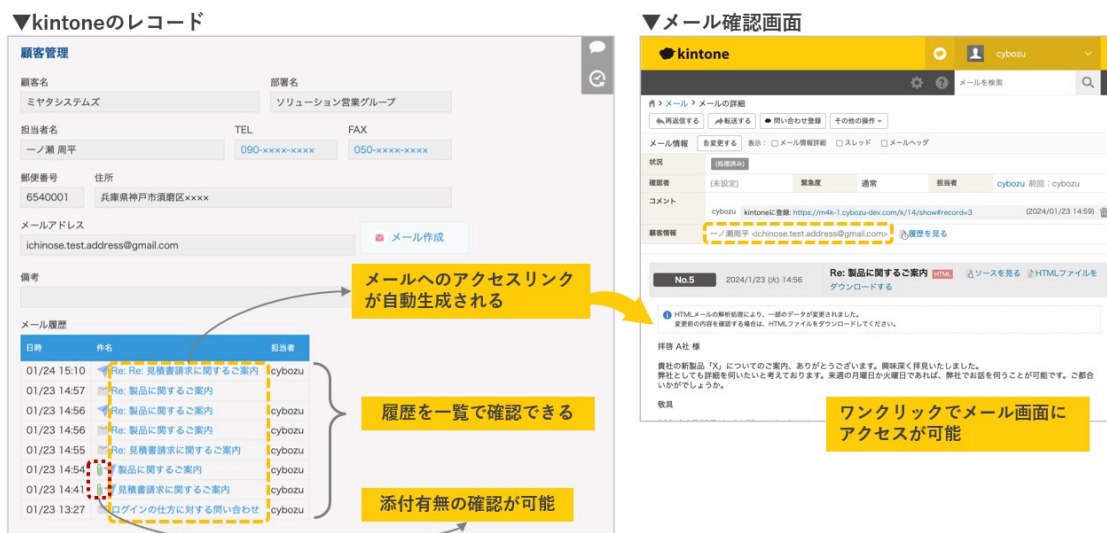 ▼kintoneのレコード
顧客管理
顧客名
部署名
ミヤタシステムズ
ソリューション営業グループ
担当者名
TEL
FAX
一ノ瀬 周平
090-××××-××××
050-××××-××××
郵便番号
住所
6540001
兵庫県神戸市須磨区××××
メールアドレス
ichinose.test.address@gmail.com
メール作成
備考
メールへのアクセスリンク
が自動生成される
メール履歴
日時 件名 担当者
01/24 15:10 Re: Re: 見積書請求に関するご案内 cybozu
01/23 14:57 Re: 製品に関するご案内
01/23 14:56 Re: 製品に関するご案内 cybozu
01/23 14:56 Re: 製品に関するご案内 cybozu
01/23 14:55 Re: 見積書請求に関するご案内 cybozu
01/23 14:54 製品に関するご案内 cybozu
01/23 14:41 見積書請求に関するご案内 cybozu
01/23 13:27 ログインの仕方に対する問い合わせ cybozu
履歴を一覧で確認できる
添付有無の確認が可能
▼メール確認画面
kintone
cybozu
メールを検索
メール > メールの詳細
再返信する
転送する
問い合わせ登録
その他の操作
メール情報
表示: メール情報詳細 スレッド メールヘッダ
状況
(処理済み)
確認者 (未設定) 緊急度 通常 担当者 cybozu 前回:cybozu
コメント
cybozu kintoneに登録: https://m4k-1.cybozu-dev.com/k/14/show#record=3 (2024/01/23 14:59)
顧客情報
一ノ瀬周平 <ichinose.test.address@gmail.com>
履歴を見る
No.5
2024/1/23 (火) 14:56
Re: 製品に関するご案内 HTML ソースを見る HTMLファイルを
ダウンロードする
HTMLメールの解析処理により、一部のデータが変更されました。
変更前の内容を確認する場合は、HTMLファイルをダウンロードしてください。
拝啓 A社 様
貴社の新製品「X」についてのご案内、ありがとうございます。興味深く拝見いたしました。
弊社としても詳細を伺いたいと考えております。来週の月曜日か火曜日であれば、弊社でお話を伺うことが可能です。ご都合
いかがでしょうか。
敬具
ワンクリックでメール画面に
アクセスが可能